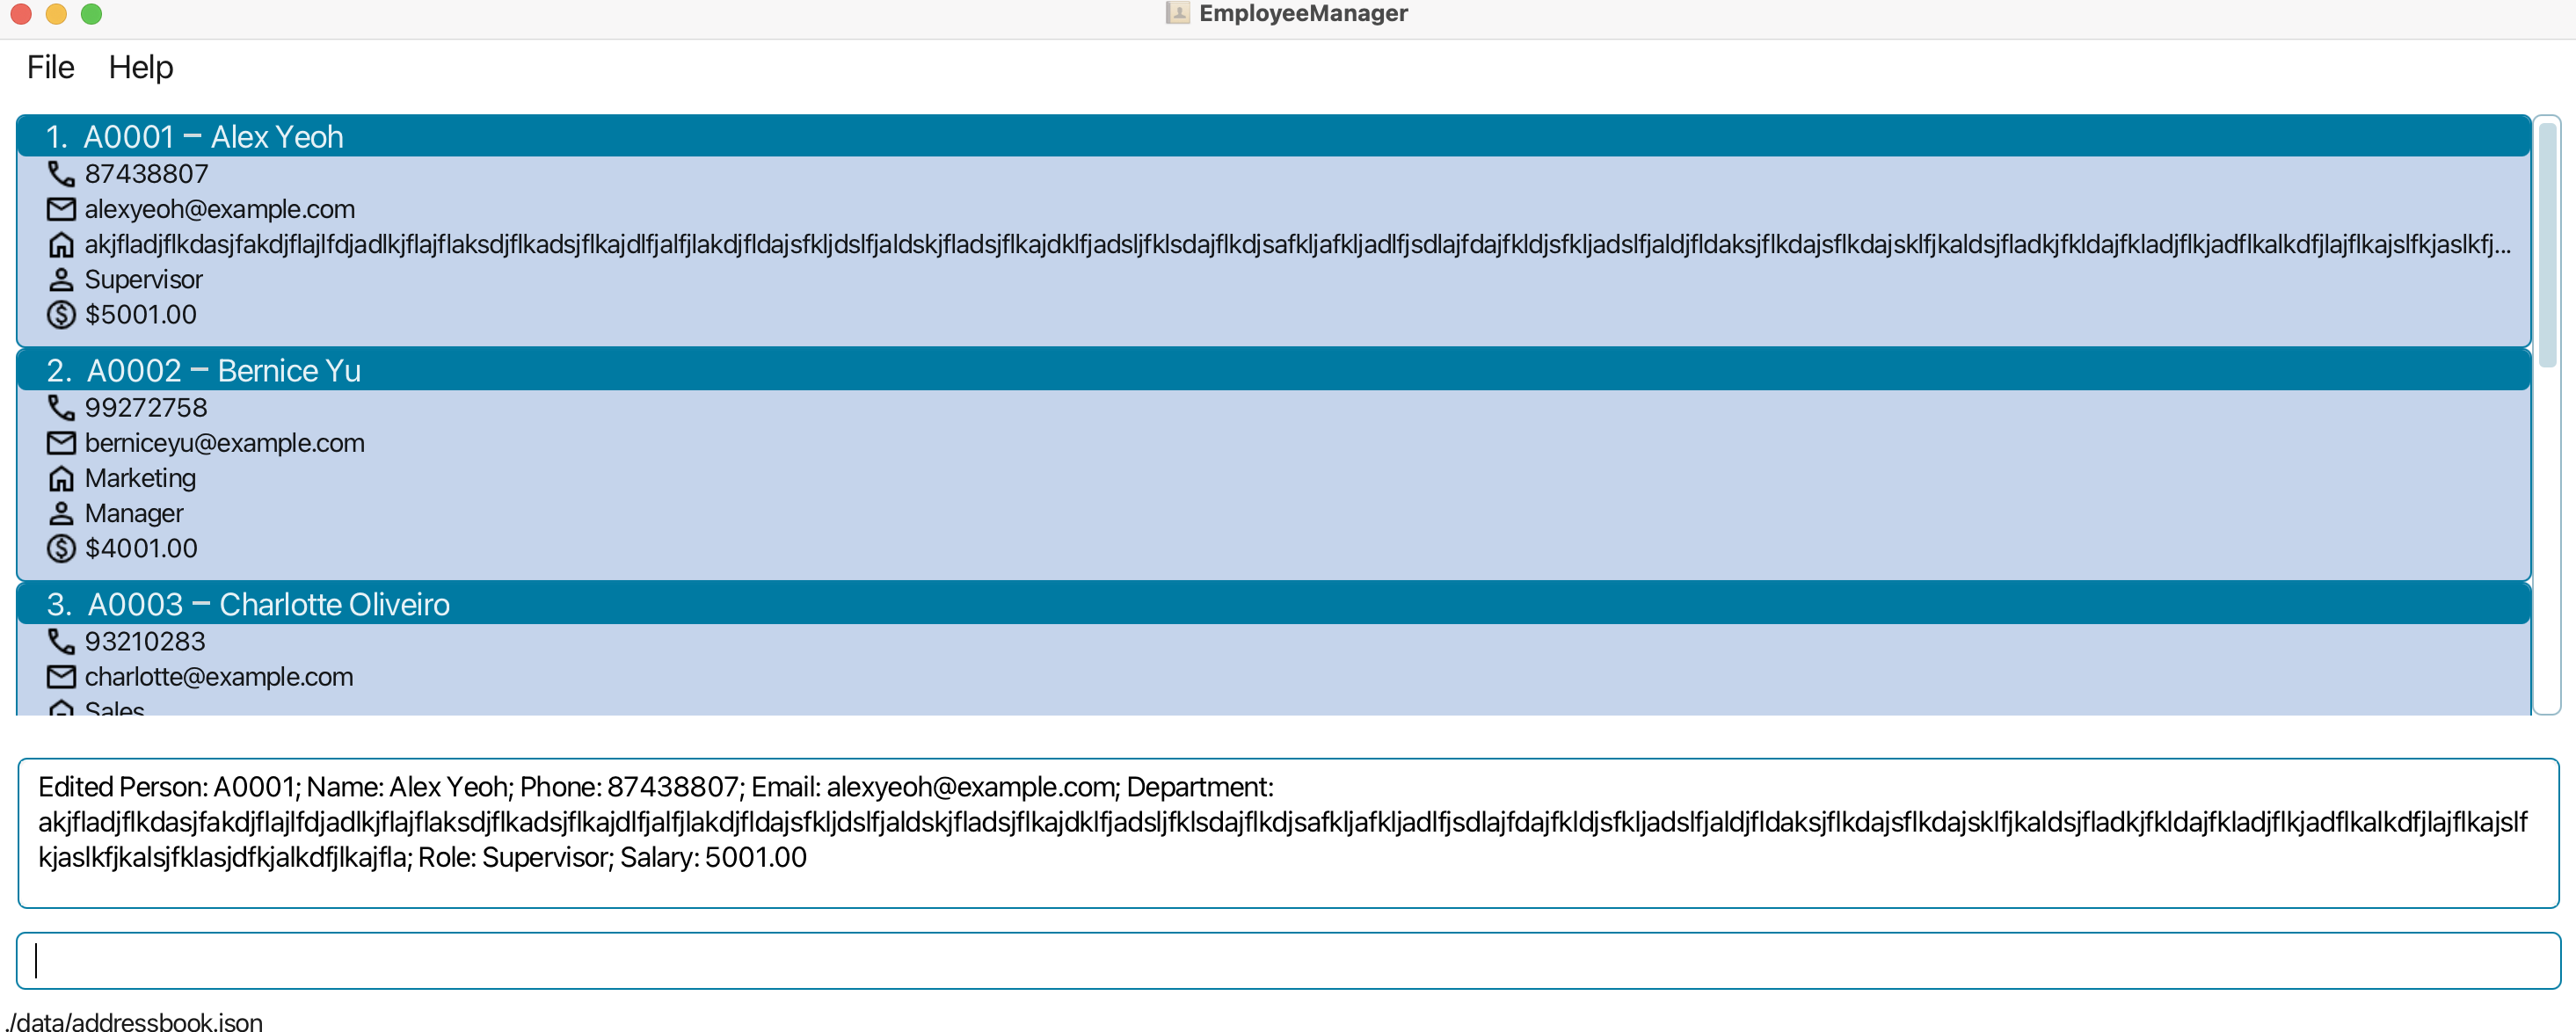 EmployeeManager
File Help
1. A0001 – Alex Yeoh
87438807
alexyeoh@example.com
akjfladjflkdasjfakdjflajlfdjadlkjflajflaksdjflkadsjflkajdlfjalfjlakdjfldajsfkljdslfjaldskjfladsjflkajdklfjadsljfklsdajflkdjsafkljafkljadlfjsdlajfdajfkldjsfkljadslfjaldjfldaksjflkdajsflkdajsklfjkaldsjfladkjfkldajfkladjflkjadflkalkdfjlajflkajslfkjaslkfj...
Supervisor
$5001.00
2. A0002 – Bernice Yu
99272758
berniceyu@example.com
Marketing
Manager
$4001.00
3. A0003 – Charlotte Oliveiro
93210283
charlotte@example.com
Sales
Edited Person: A0001; Name: Alex Yeoh; Phone: 87438807; Email: alexyeoh@example.com; Department:
akjfladjflkdasjfakdjflajlfdjadlkjflajflaksdjflkadsjflkajdlfjalfjlakdjfldajsfkljdslfjaldskjfladsjflkajdklfjadsljfklsdajflkdjsafkljafkljadlfjsdlajfdajfkldjsfkljadslfjaldjfldaksjflkdajsflkdajsklfjkaldsjfladkjfkldajfkladjflkjadflkalkdfjlajflkajslf
kjaslkfjkalsjfklasjdfkjalkdfjlkajfla; Role: Supervisor; Salary: 5001.00
./data/addressbook.json